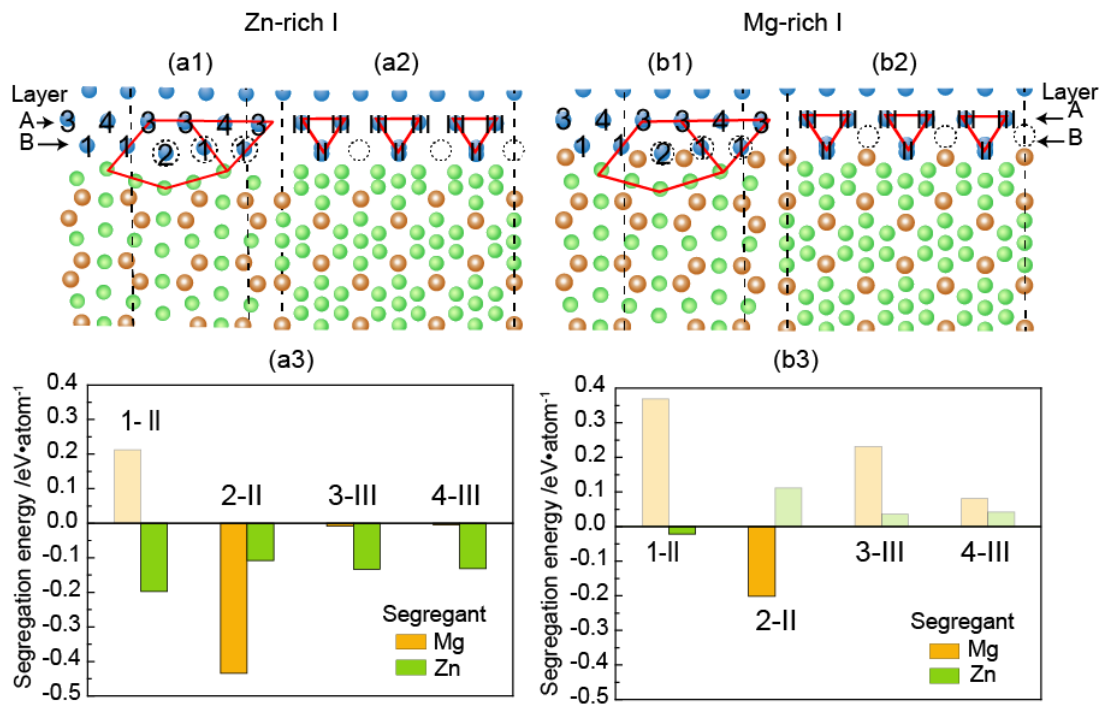 Zn-rich I
Mg-rich I
(a1)
(a2)
(b1)
(b2)
Layer
A
B
3 4 3 3 4 3
1 1 2 1 1
III III III III III III
II II II
3 4 3 3 4 3
1 1 2 1 1
III III III III III III
II II II
Layer
A
B
(a3)
Segregation energy /eV•atom⁻¹
0.4
0.3
0.2
0.1
0.0
-0.1
-0.2
-0.3
-0.4
-0.5
1- II
2-II
3-III
4-III
Segregant
Mg
Zn
(b3)
Segregation energy /eV•atom⁻¹
0.4
0.3
0.2
0.1
0.0
-0.1
-0.2
-0.3
-0.4
-0.5
1-II
2-II
3-III
4-III
Segregant
Mg
Zn